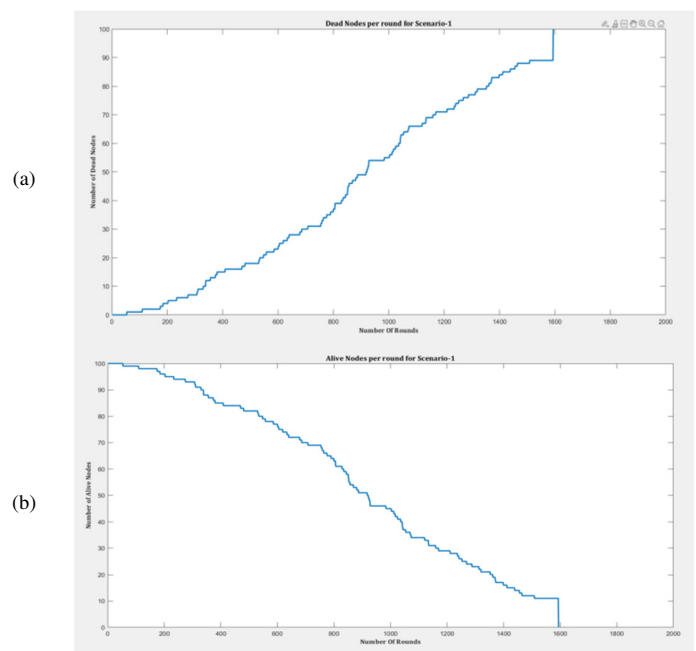 Dead Nodes per round for Scenario-1
100
90
80
70
60
50
40
30
20
10
0
Number of Dead Nodes
(a)
0 200 400 600 800 1000 1200 1400 1600 1800 2000
Number Of Rounds
Alive Nodes per round for Scenario-1
100
90
80
70
60
50
40
30
20
10
0
Number of Alive Nodes
(b)
0 200 400 600 800 1000 1200 1400 1600 1800 2000
Number Of Rounds